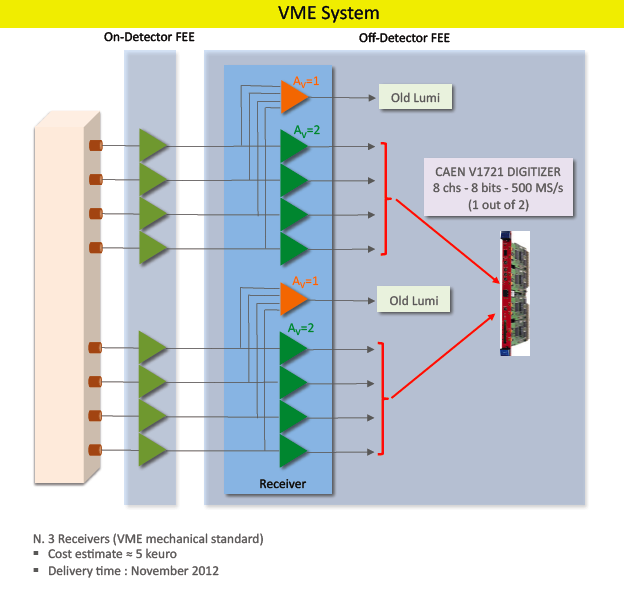 VME System
On-Detector FEE
Off-Detector FEE
Av=1
Old Lumi
Av=2
CAEN V1721 DIGITIZER
8 chs - 8 bits - 500 MS/s
(1 out of 2)
Av=1
Old Lumi
Av=2
Receiver
N. 3 Receivers (VME mechanical standard)
▪ Cost estimate ≈ 5 keuro
▪ Delivery time : November 2012